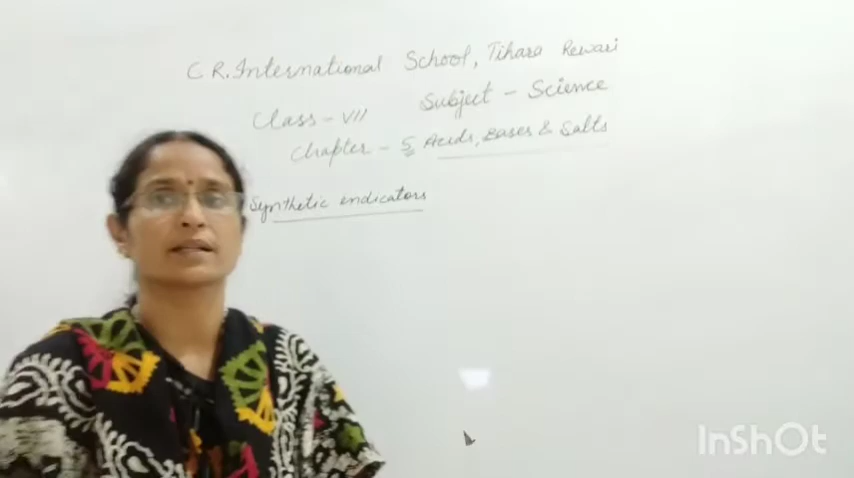 C R. International School, Tihara Rewari
Class - VII Subject - Science
Chapter - 5 Acids, Bases & Salts
Synthetic indicators
InShOt